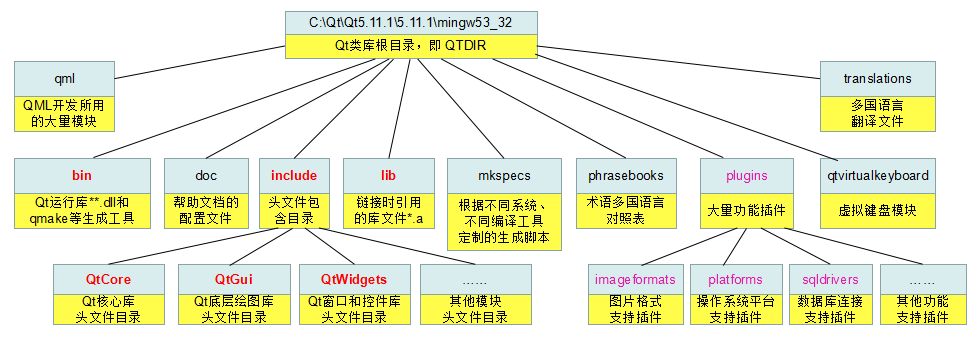 C:\Qt\Qt5.11.1\5.11.1\mingw53_32
Qt类库根目录，即 QTDIR
qml
QML开发所用
的大量模块
translations
多国语言
翻译文件
bin
Qt运行库**.dll和
qmake等生成工具
doc
帮助文档的
配置文件
include
头文件包
含目录
lib
链接时引用
的库文件*.a
mkspecs
根据不同系统、
不同编译工具
定制的生成脚本
phrasebooks
术语多国语言
对照表
plugins
大量功能插件
qtvirtualkeyboard
虚拟键盘模块
QtCore
Qt核心库
头文件目录
QtGui
Qt底层绘图库
头文件目录
QtWidgets
Qt窗口和控件库
头文件目录
……
其他模块
头文件目录
imageformats
图片格式
支持插件
platforms
操作系统平台
支持插件
sqldrivers
数据库连接
支持插件
……
其他功能
支持插件